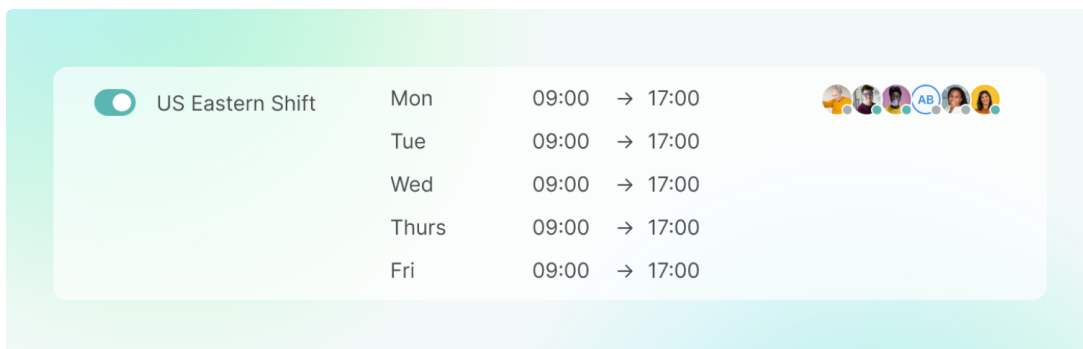 US Eastern Shift Mon 09:00 → 17:00 AB
Tue 09:00 → 17:00
Wed 09:00 → 17:00
Thurs 09:00 → 17:00
Fri 09:00 → 17:00